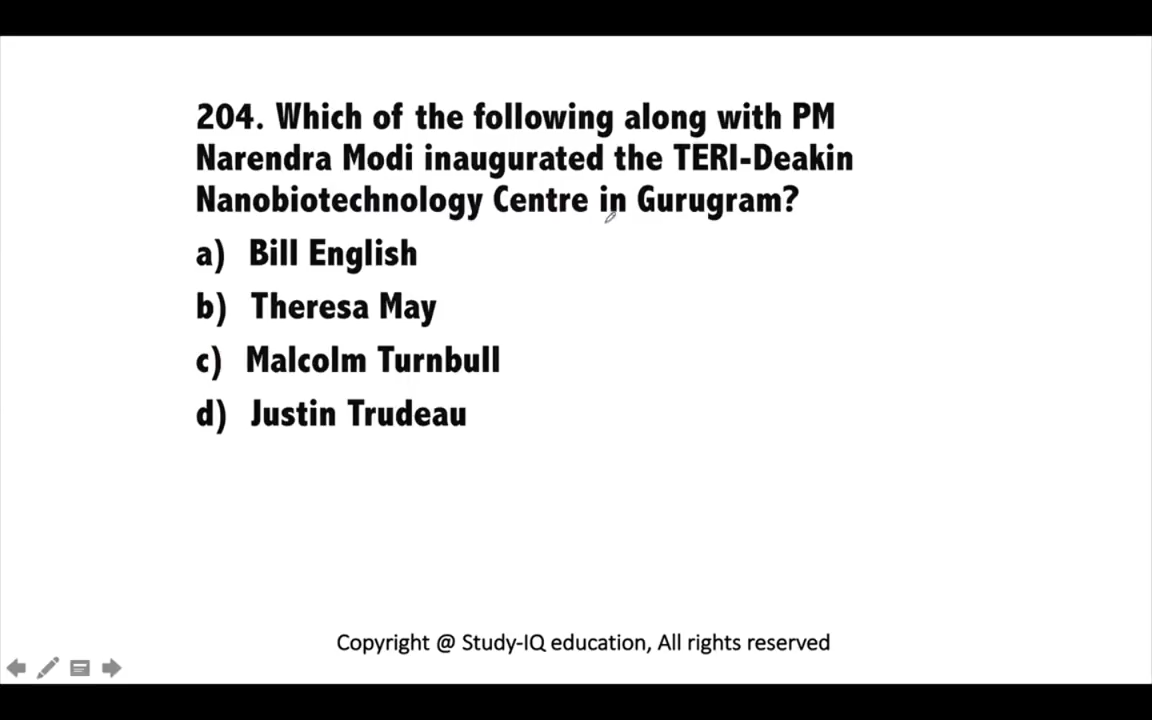 204. Which of the following along with PM
Narendra Modi inaugurated the TERI-Deakin
Nanobiotechnology Centre in Gurugram?
a) Bill English
b) Theresa May
c) Malcolm Turnbull
d) Justin Trudeau
Copyright @ Study-IQ education, All rights reserved